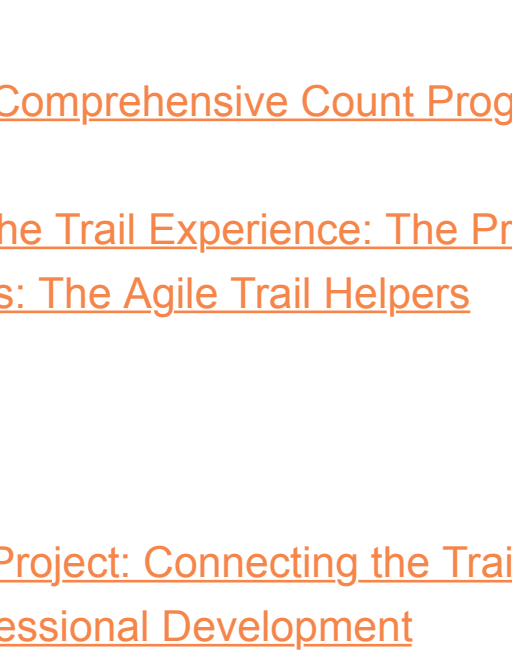 Comprehensive Count Prog
he Trail Experience: The Pr
s: The Agile Trail Helpers
Project: Connecting the Trai
essional Development